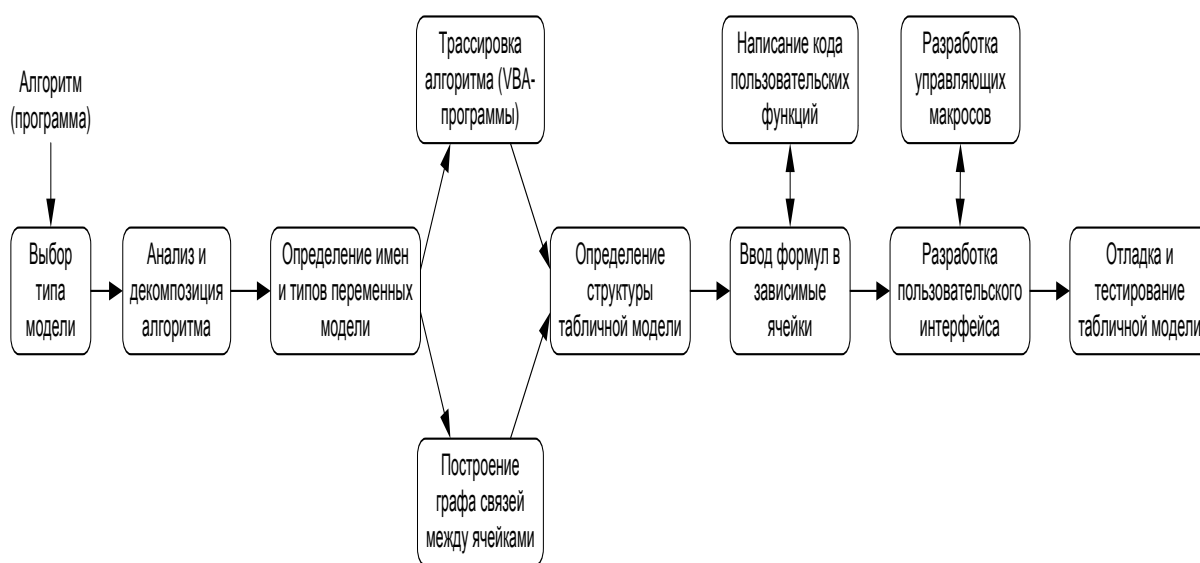 Алгоритм
(программа)
Выбор
типа
модели
Анализ и
декомпозиция
алгоритма
Определение имен
и типов переменных
модели
Трассировка
алгоритма (VBA-
программы)
Построение
графа связей
между ячейками
Определение
структуры
табличной модели
Написание кода
пользовательских
функций
Ввод формул в
зависимые
ячейки
Разработка
управляющих
макросов
Разработка
пользовательского
интерфейса
Отладка и
тестирование
табличной модели